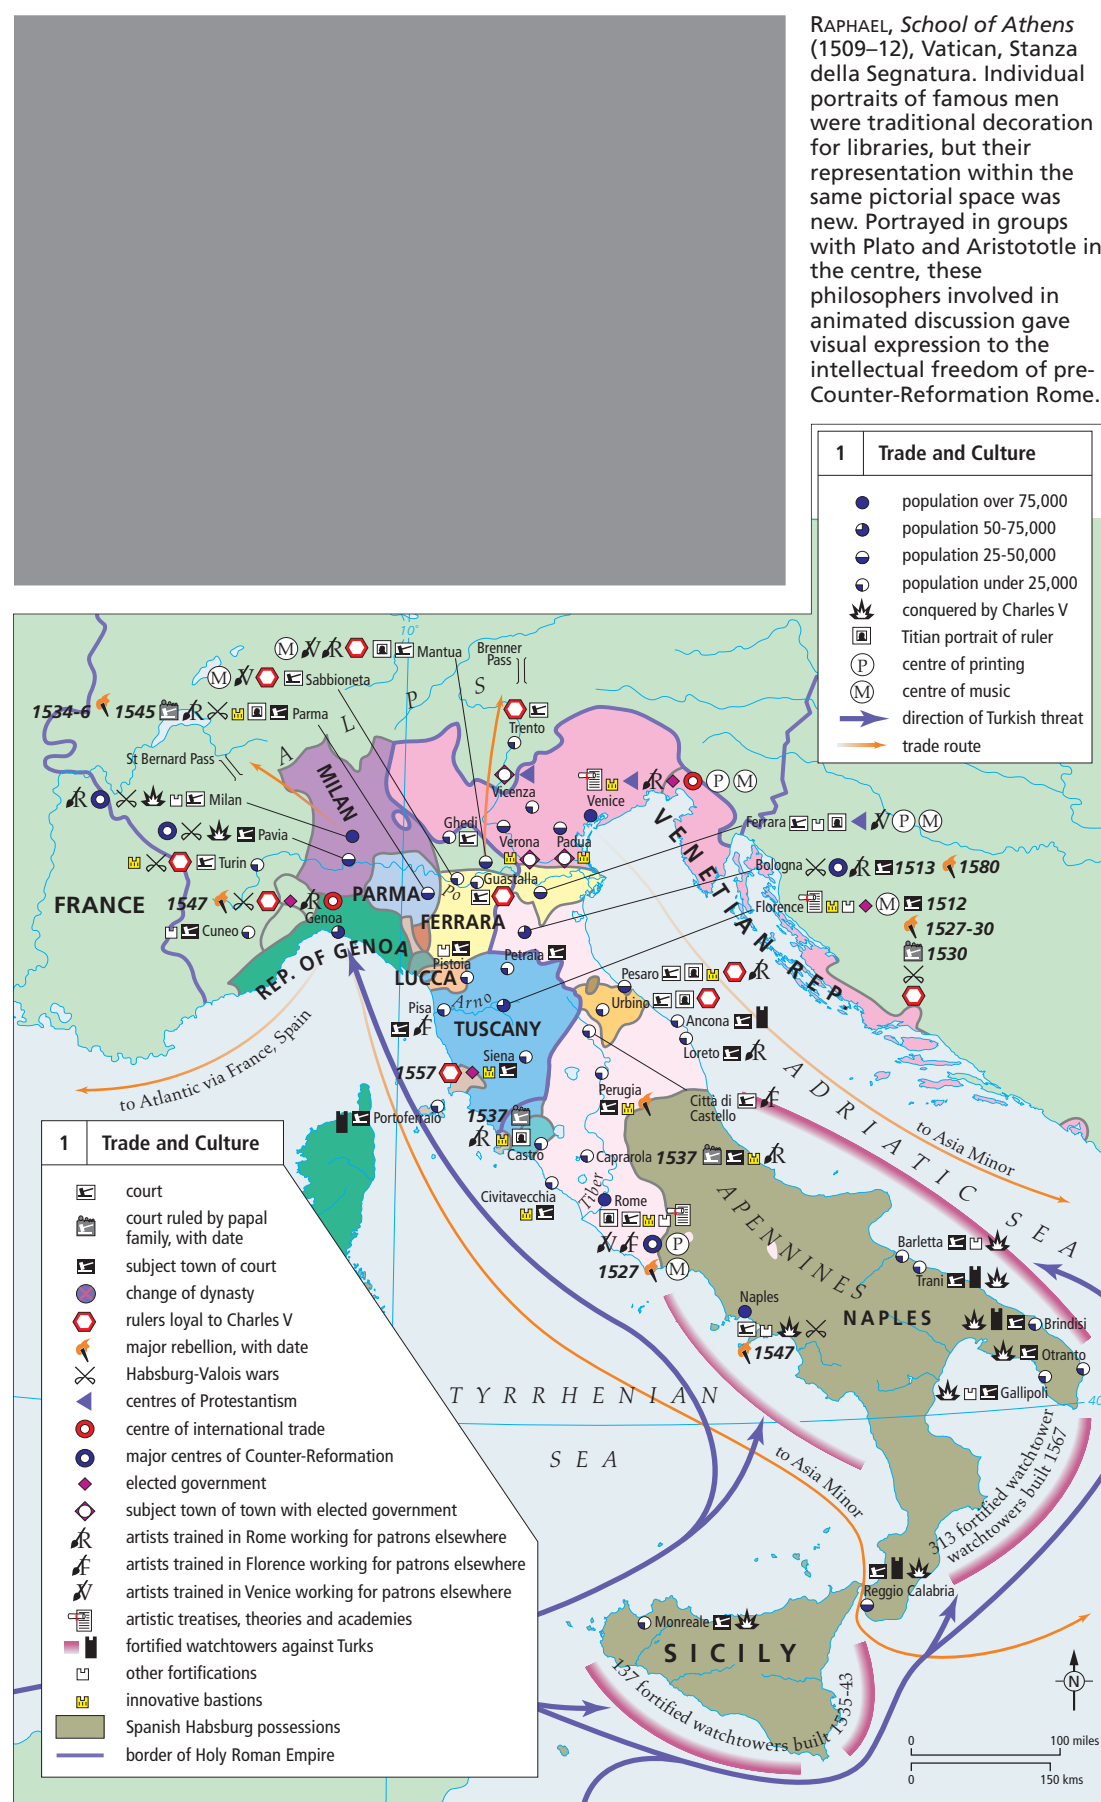 RAPHAEL, School of Athens
(1509–12), Vatican, Stanza
della Segnatura. Individual
portraits of famous men
were traditional decoration
for libraries, but their
representation within the
same pictorial space was
new. Portrayed in groups
with Plato and Aristototle in
the centre, these
philosophers involved in
animated discussion gave
visual expression to the
intellectual freedom of pre-
Counter-Reformation Rome.
1 Trade and Culture
population over 75,000
population 50-75,000
population 25-50,000
population under 25,000
conquered by Charles V
Titian portrait of ruler
P centre of printing
M centre of music
direction of Turkish threat
trade route
10°
M V R Mantua
Brenner
Pass
M V Sabbioneta
1534-6 1545 R Parma
A L P S
Trento
St Bernard Pass
MILAN
Vicenza
R P M
Venice
R Milan
Pavia
Ghedi
Verona
Padua
Ferrara V P M
Turin
Guastalla
Bologna R 1513 1580
FRANCE
PARMA
Po
FERRARA
VENETIAN REP.
1547 R
Genoa
Florence M 1512
1527-30
1530
Cuneo
REP. OF GENOA
Petraia
Pistoia
LUCCA
Pesaro R
Urbino
Pisa
F
Arno
TUSCANY
Ancona
Loreto R
Siena
1557
to Atlantic via France, Spain
Perugia
Città di
Castello F
ADRIATIC SEA
Portoferraio
1537
R
Castro
Caprarola 1537 R
to Asia Minor
Civitavecchia
Tiber
Rome
V F P
1527 M
APENNINES
Barletta
Trani
Naples
1547
NAPLES
Brindisi
Otranto
Gallipoli
40
TYRRHENIAN
SEA
to Asia Minor
313 fortified watchtower
watchtowers built 1567
Reggio Calabria
Monreale
SICILY
137 fortified watchtowers built 1535-43
N
0 100 miles
0 150 kms
1 Trade and Culture
court
court ruled by papal
family, with date
subject town of court
change of dynasty
rulers loyal to Charles V
major rebellion, with date
Habsburg-Valois wars
centres of Protestantism
centre of international trade
major centres of Counter-Reformation
elected government
subject town of town with elected government
R artists trained in Rome working for patrons elsewhere
F artists trained in Florence working for patrons elsewhere
V artists trained in Venice working for patrons elsewhere
artistic treatises, theories and academies
fortified watchtowers against Turks
other fortifications
innovative bastions
Spanish Habsburg possessions
border of Holy Roman Empire